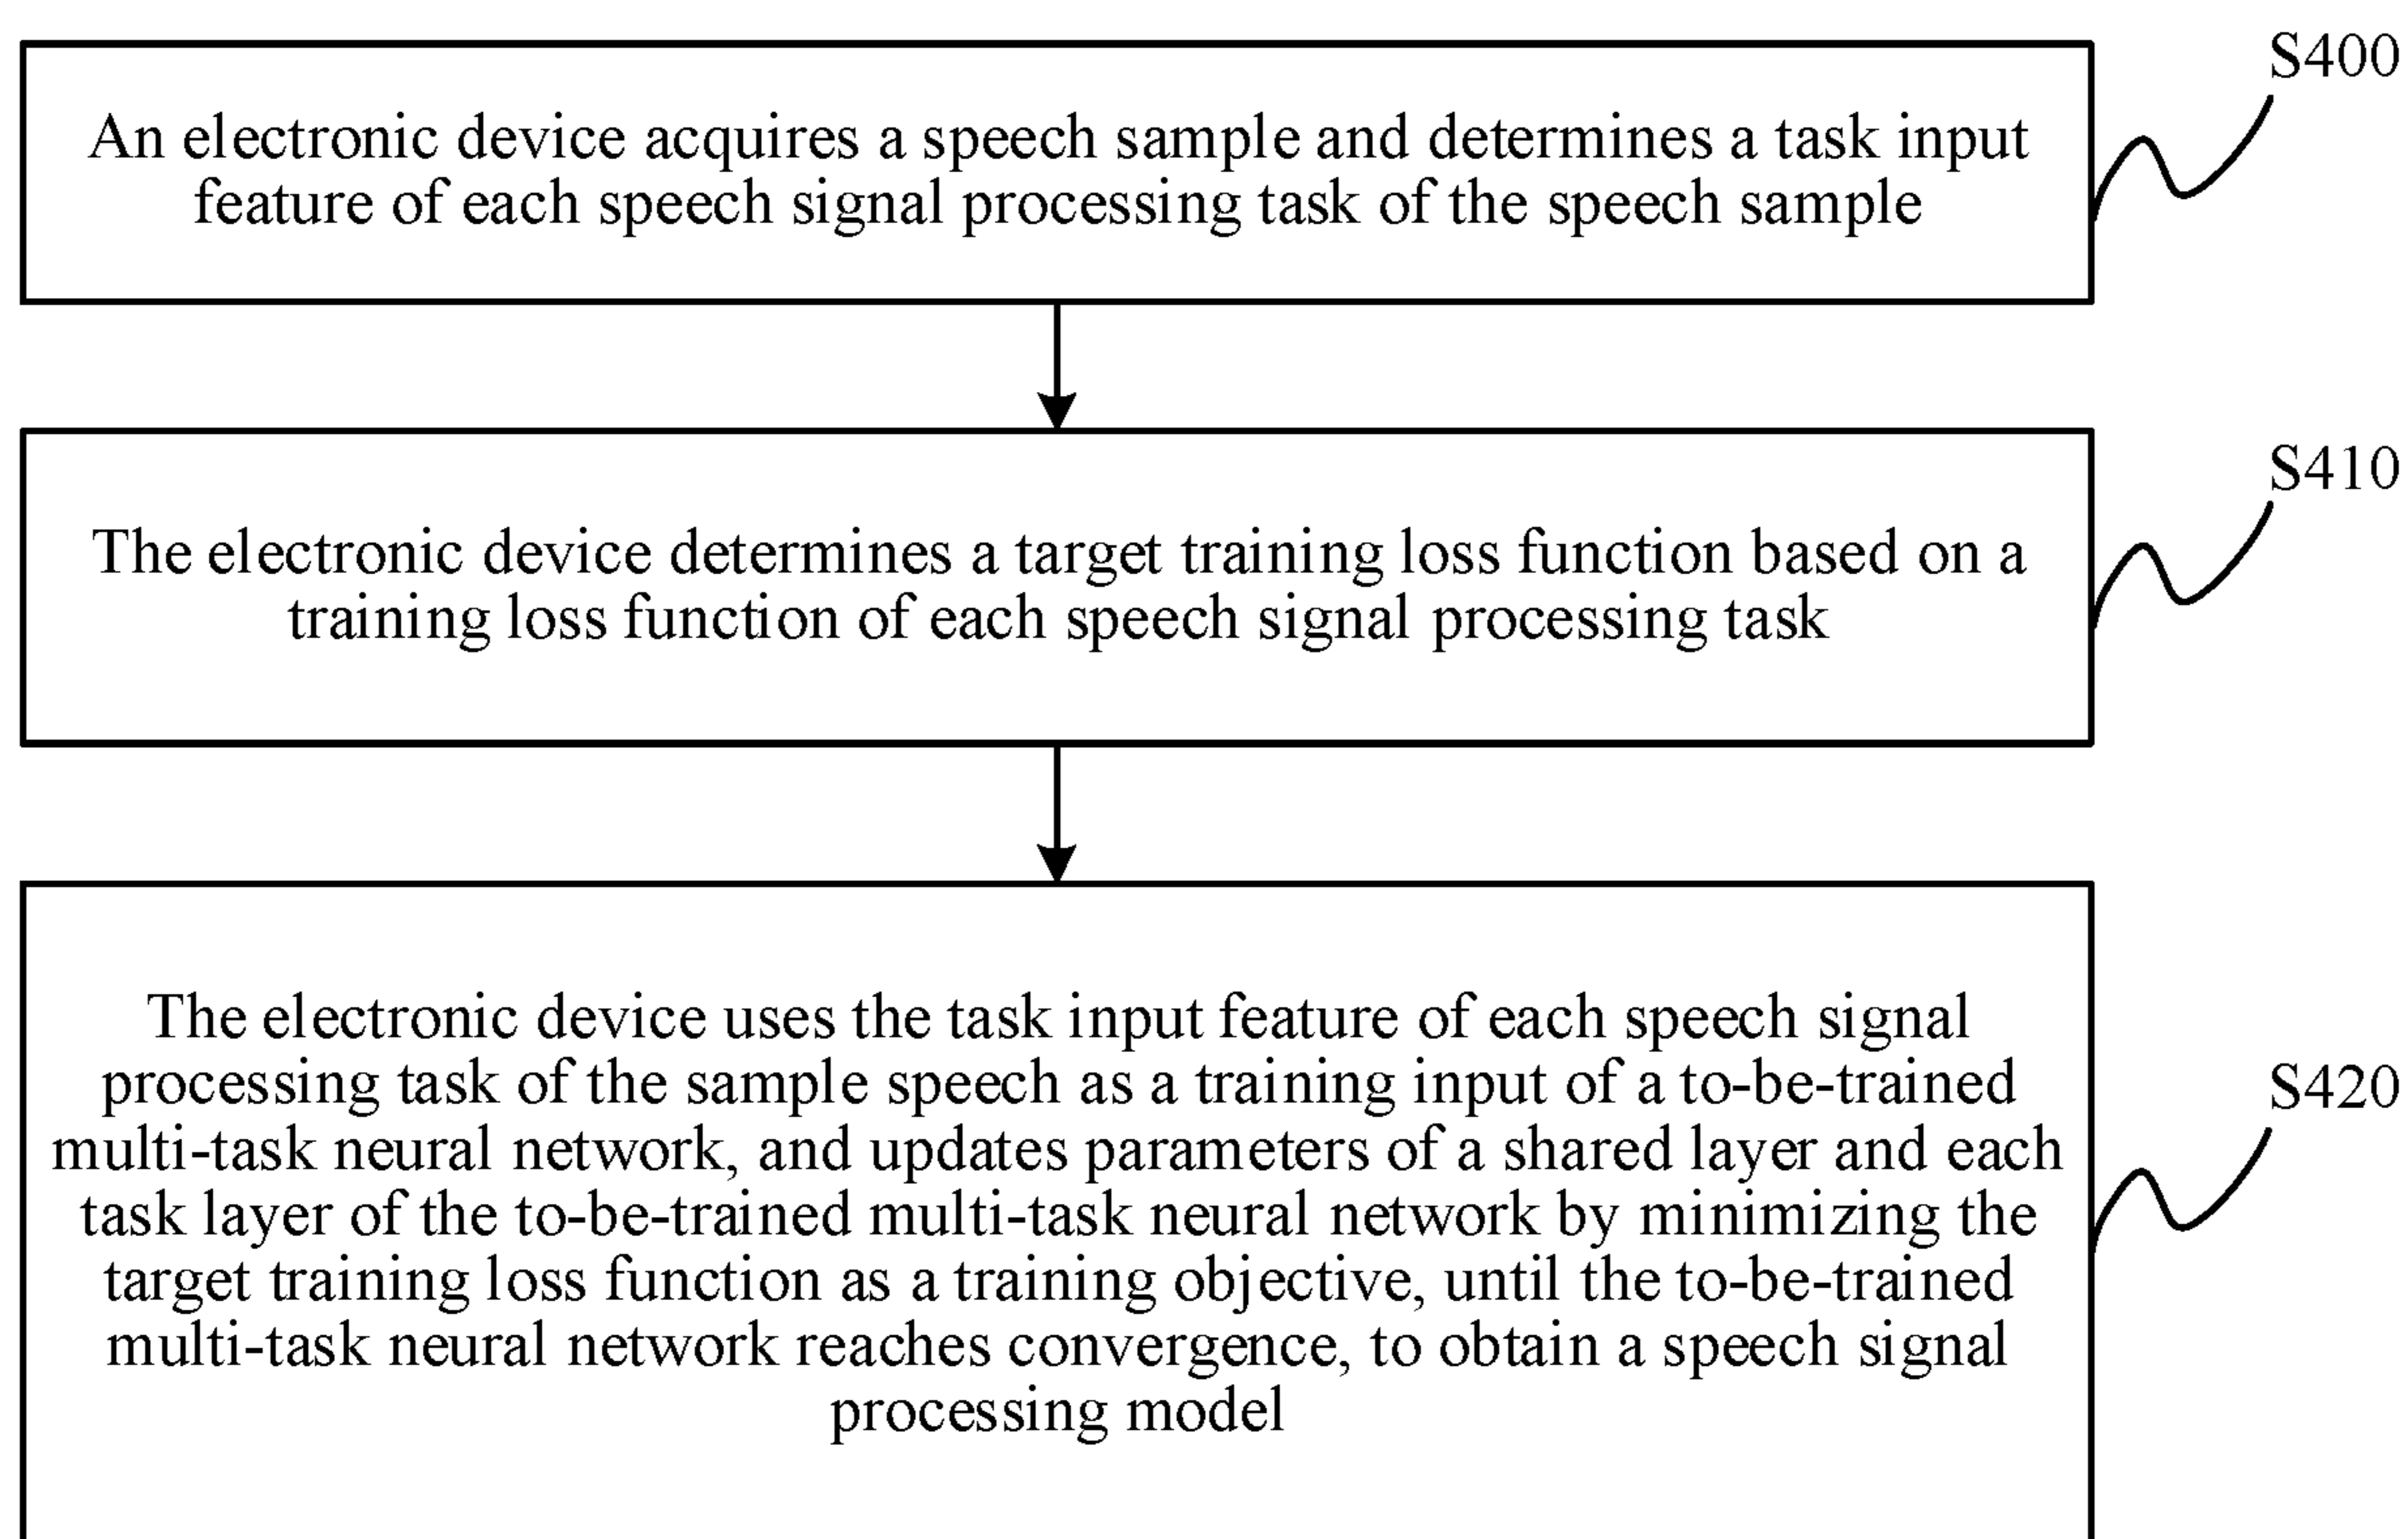 S400
An electronic device acquires a speech sample and determines a task input
feature of each speech signal processing task of the speech sample
S410
The electronic device determines a target training loss function based on a
training loss function of each speech signal processing task
The electronic device uses the task input feature of each speech signal
processing task of the sample speech as a training input of a to-be-trained
S420
multi-task neural network, and updates parameters of a shared layer and each
task layer of the to-be-trained multi-task neural network by minimizing the
target training loss function as a training objective, until the to-be-trained
multi-task neural network reaches convergence, to obtain a speech signal
processing model